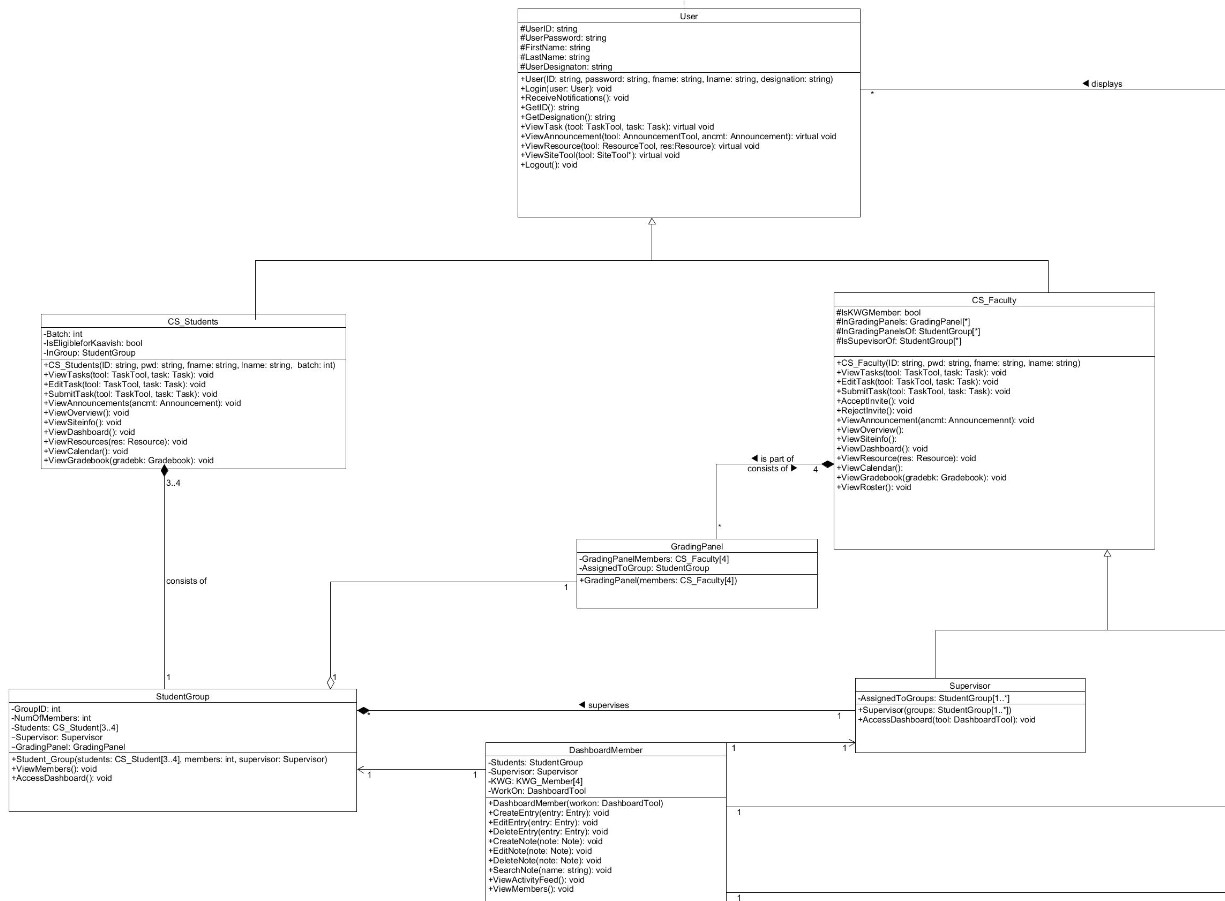 User
#UserID: string
#UserPassword: string
#FirstName: string
#LastName: string
#UserDesignaton: string
+User(ID: string, password: string, fname: string, lname: string, designation: string)
+Login(user: User): void
+ReceiveNotifications(): void
+GetID(): string
+GetDesignation(): string
+ViewTask (tool: TaskTool, task: Task): virtual void
+ViewAnnouncement(tool: AnnouncementTool, ancmt: Announcement): virtual void
+ViewResource(tool: ResourceTool, res:Resource): virtual void
+ViewSiteTool(tool: SiteTool*): virtual void
+Logout(): void
◀ displays
*
CS_Students
-Batch: int
-IsEligibleforKaavish: bool
-InGroup: StudentGroup
+CS_Students(ID: string, pwd: string, fname: string, lname: string, batch: int)
+ViewTasks(tool: TaskTool, task: Task): void
+EditTask(tool: TaskTool, task: Task): void
+SubmitTask(tool: TaskTool, task: Task): void
+ViewAnnouncements(ancmt: Announcement): void
+ViewOverview(): void
+ViewSiteinfo(): void
+ViewDashboard(): void
+ViewResources(res: Resource): void
+ViewCalendar(): void
+ViewGradebook(gradebk: Gradebook): void
CS_Faculty
#IsKWGMember: bool
#InGradingPanels: GradingPanel[*]
#InGradingPanelsOf: StudentGroup[*]
#IsSupevisorOf: StudentGroup[*]
+CS_Faculty(ID: string, pwd: string, fname: string, lname: string)
+ViewTasks(tool: TaskTool, task: Task): void
+EditTask(tool: TaskTool, task: Task): void
+SubmitTask(tool: TaskTool, task: Task): void
+AcceptInvite(): void
+RejectInvite(): void
+ViewAnnouncement(ancmt: Announcemennt): void
+ViewOverview():
+ViewSiteinfo():
+ViewDashboard(): void
+ViewResource(res: Resource): void
+ViewCalendar():
+ViewGradebook(gradebk: Gradebook): void
+ViewRoster(): void
◀ is part of
consists of ▶
4
*
3..4
consists of
1
GradingPanel
-GradingPanelMembers: CS_Faculty[4]
-AssignedToGroup: StudentGroup
+GradingPanel(members: CS_Faculty[4])
1
1
StudentGroup
-GroupID: int
-NumOfMembers: int
-Students: CS_Student[3..4]
-Supervisor: Supervisor
-GradingPanel: GradingPanel
+Student_Group(students: CS_Student[3..4], members: int, supervisor: Supervisor)
+ViewMembers(): void
+AccessDashboard(): void
*
◀ supervises
1
Supervisor
-AssignedToGroups: StudentGroup[1..*]
+Supervisor(groups: StudentGroup[1..*])
+AccessDashboard(tool: DashboardTool): void
DashboardMember
-Students: StudentGroup
-Supervisor: Supervisor
-KWG: KWG_Member[4]
-WorkOn: DashboardTool
+DashboardMember(workon: DashboardTool)
+CreateEntry(entry: Entry): void
+EditEntry(entry: Entry): void
+DeleteEntry(entry: Entry): void
+CreateNote(note: Note): void
+EditNote(note: Note): void
+DeleteNote(note: Note): void
+SearchNote(name: string): void
+ViewActivityFeed(): void
+ViewMembers(): void
1
1
1
1
1
1